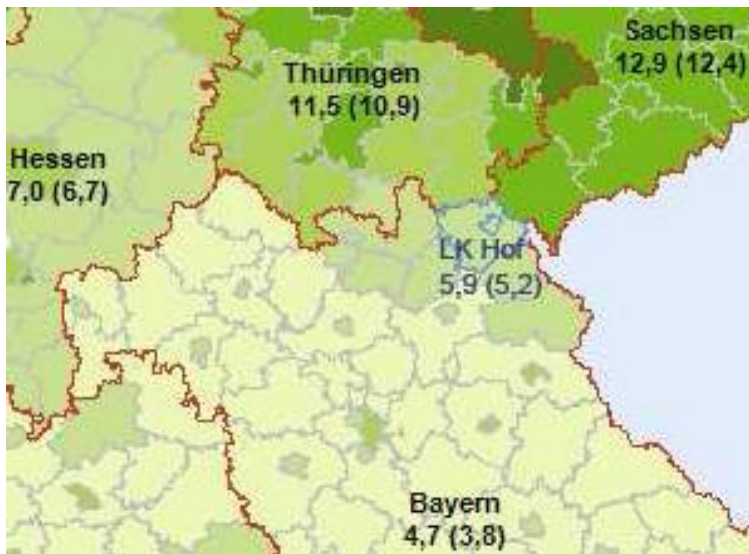 Sachsen
12,9 (12,4)
Thüringen
11,5 (10,9)
Hessen
7,0 (6,7)
LK Hof
5,9 (5,2)
Bayern
4,7 (3,8)